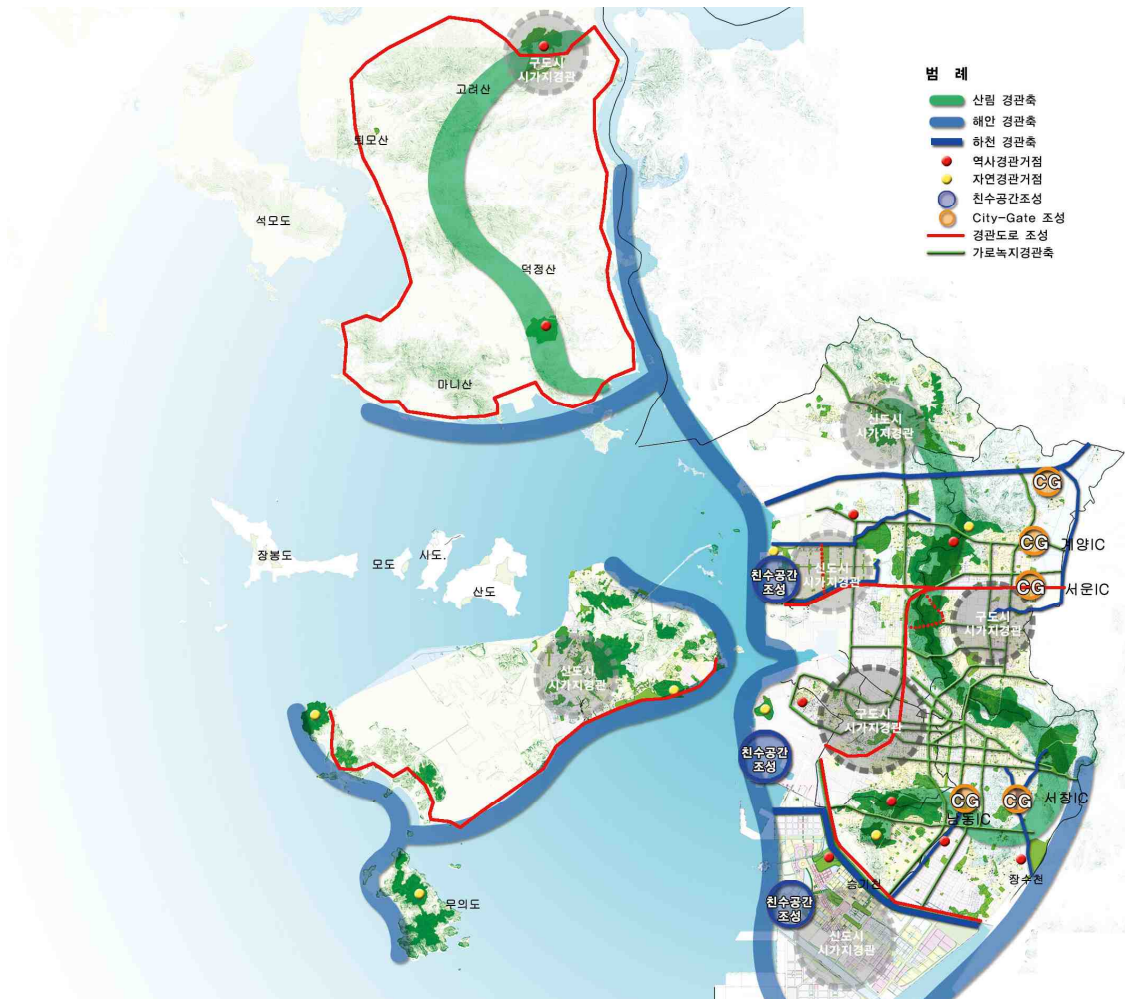 범 례
산림 경관축
해안 경관축
하천 경관축
역사경관거점
자연경관거점
친수공간조성
City-Gate 조성
경관도로 조성
가로녹지경관축
구도시
시가지경관
고려산
퇴모산
석모도
덕정산
마니산
신도시
시가지경관
CG
CG
계양IC
CG
서운IC
장봉도
모도
시도
산도
친수공간
조성
신도시
시가지경관
구도시
시가지경관
신도시
시가지경관
구도시
시가지경관
친수공간
조성
CG
CG
서창IC
남동IC
승기천
장수천
무의도
친수공간
조성
신도시
시가지경관